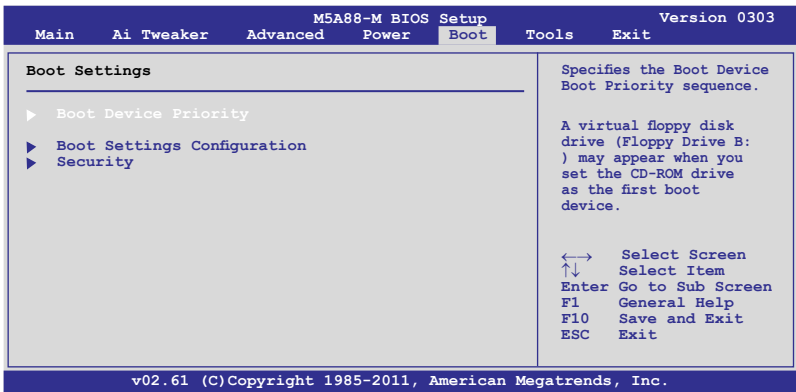 M5A88-M BIOS Setup Version 0303
Main Ai Tweaker Advanced Power Boot Tools Exit
Boot Settings
Boot Device Priority
Boot Settings Configuration
Security
Specifies the Boot Device
Boot Priority sequence.
A virtual floppy disk
drive (Floppy Drive B:
) may appear when you
set the CD-ROM drive
as the first boot
device.
←→ Select Screen
↑↓ Select Item
Enter Go to Sub Screen
F1 General Help
F10 Save and Exit
ESC Exit
v02.61 (C)Copyright 1985-2011, American Megatrends, Inc.